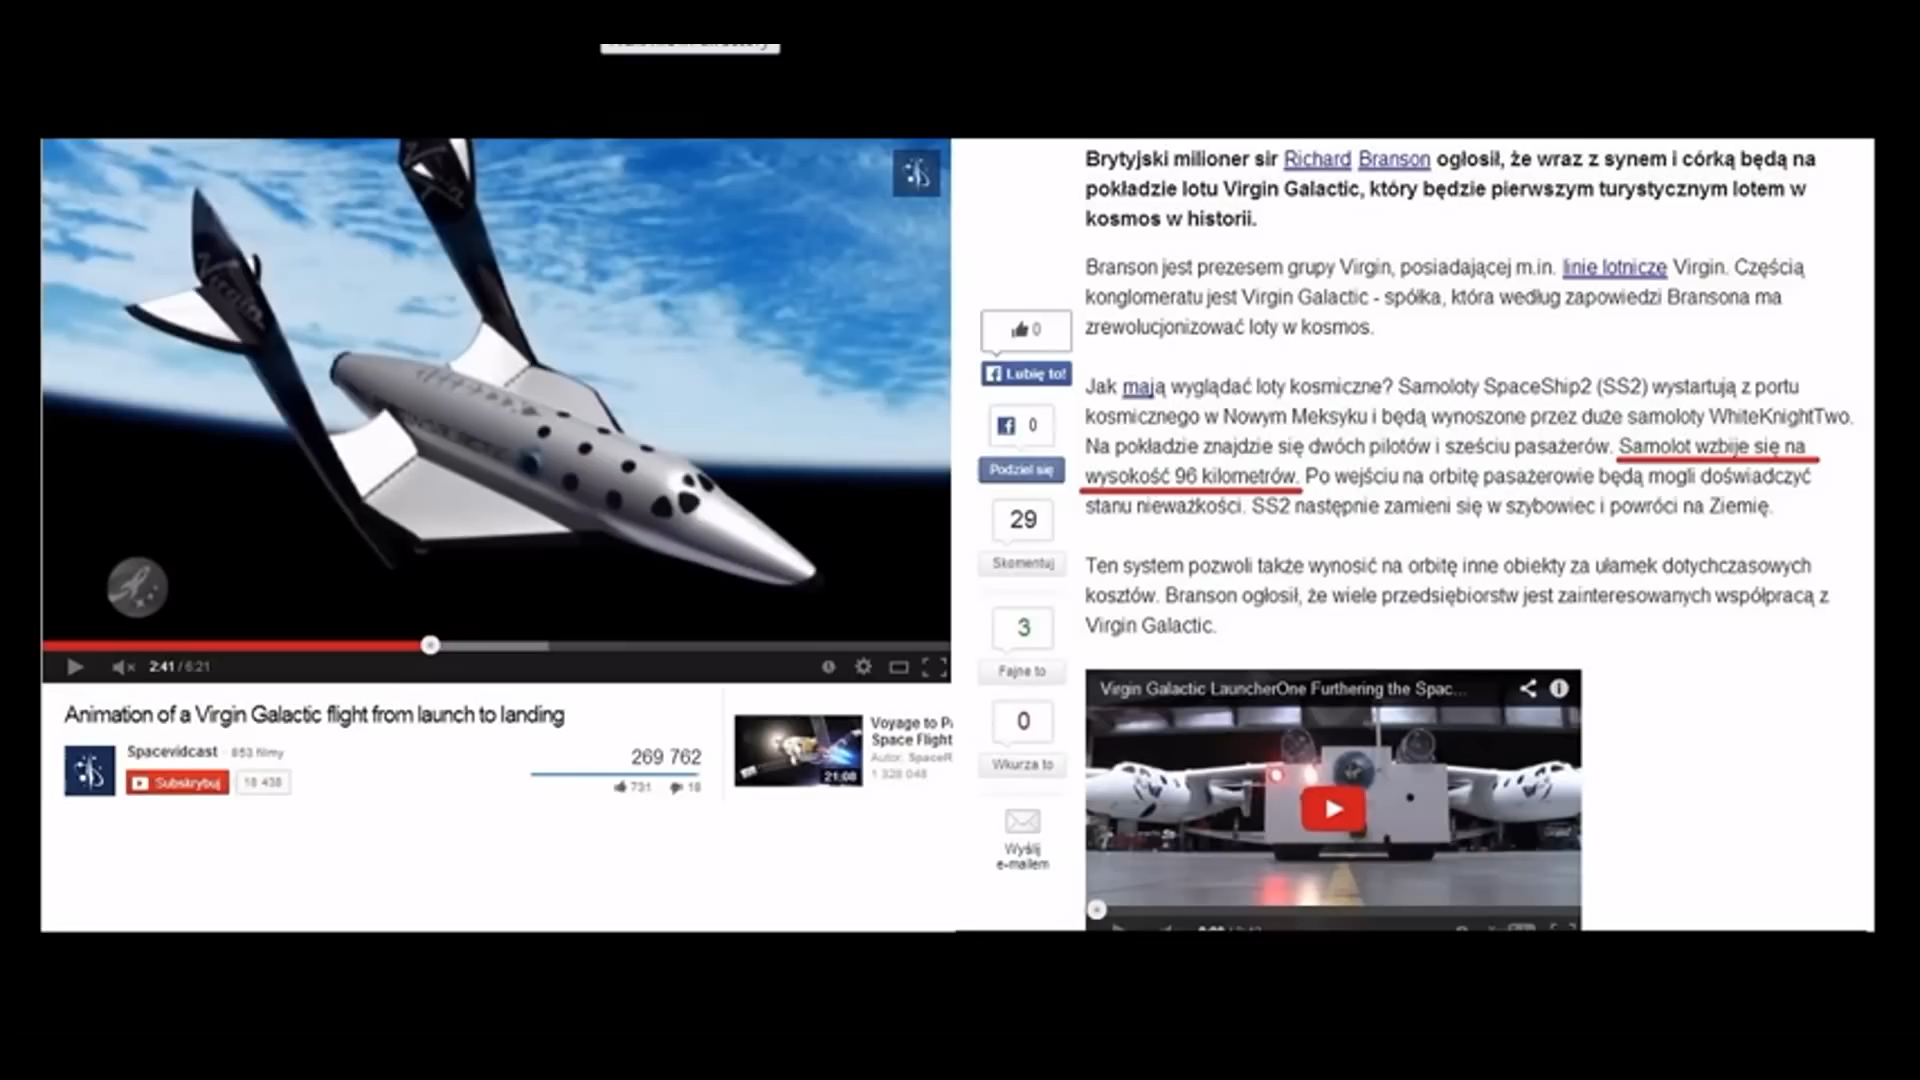 Brytyjski milioner sir Richard Branson ogłosił, że wraz z synem i córką będą na
pokładzie lotu Virgin Galactic, który będzie pierwszym turystycznym lotem w
kosmos w historii.
Branson jest prezesem grupy Virgin, posiadającej m.in. linie lotnicze Virgin. Częścią
konglomeratu jest Virgin Galactic - spółka, która według zapowiedzi Bransona ma
zrewolucjonizować loty w kosmos.
Jak mają wyglądać loty kosmiczne? Samoloty SpaceShip2 (SS2) wystartują z portu
kosmicznego w Nowym Meksyku i będą wynoszone przez duże samoloty WhiteKnightTwo.
Na pokładzie znajdzie się dwóch pilotów i sześciu pasażerów. Samolot wzbije się na
wysokość 96 kilometrów. Po wejściu na orbitę pasażerowie będą mogli doświadczyć
stanu nieważkości. SS2 następnie zamieni się w szybowiec i powróci na Ziemię.
Ten system pozwoli także wynosić na orbitę inne obiekty za ułamek dotychczasowych
kosztów. Branson ogłosił, że wiele przedsiębiorstw jest zainteresowanych współpracą z
Virgin Galactic.
0
Lubię to!
0
Podziel się
29
Skomentuj
3
Fajne to
0
Wkurza to
Wyślij
e-mailem
Virgin Galactic LauncherOne Furthering the Spac...
2:41 / 6:21
Animation of a Virgin Galactic flight from launch to landing
Spacevidcast 853 filmy
Subskrybuj 18 438
269 762
731 18
21:08
Voyage to P
Space Flight
Autor: SpaceR
1 328 048